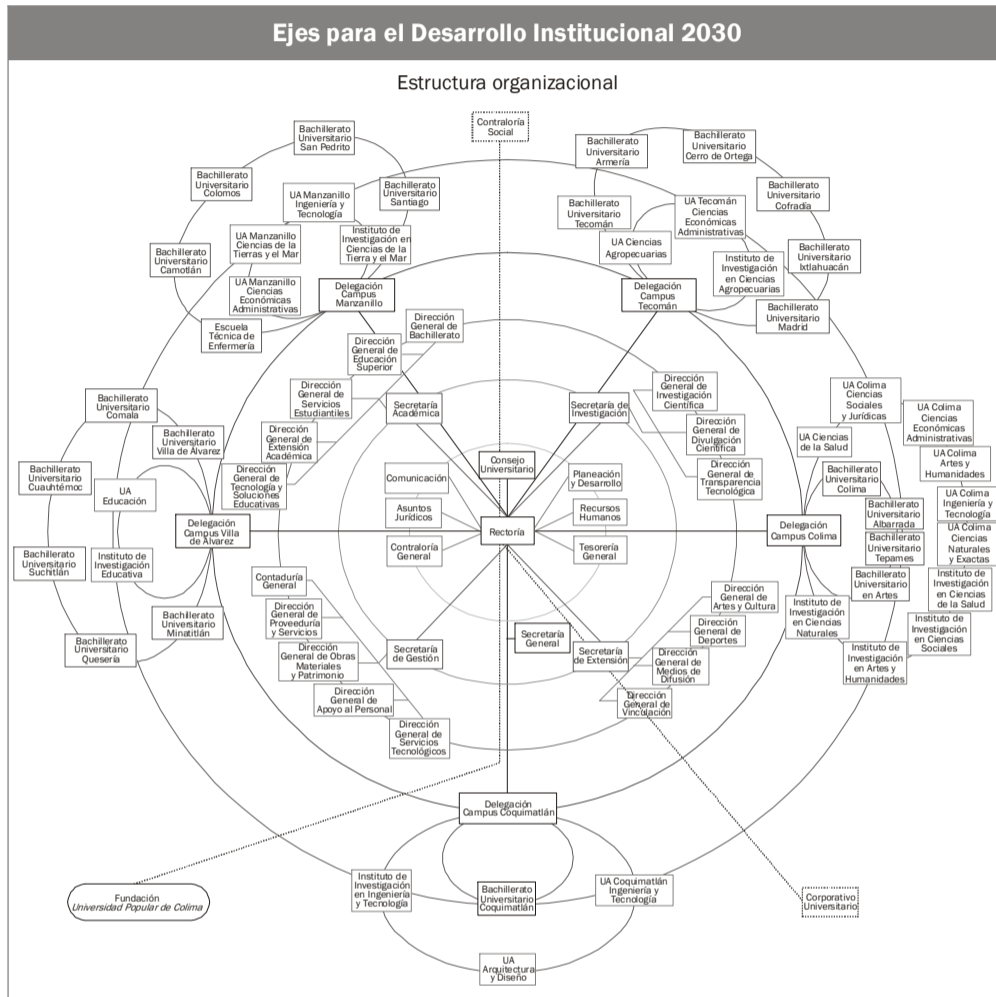 Ejes para el Desarrollo Institucional 2030
Estructura organizacional
Contraloría
Social
Bachillerato
Universitario
San Pedrito
Bachillerato
Universitario
Colomos
UA Manzanillo
Ingeniería y
Tecnología
Bachillerato
Universitario
Santiago
UA Manzanillo
Ciencias de la
Tierras y el Mar
Instituto de
Investigación en
Ciencias de la
Tierra y el Mar
Bachillerato
Universitario
Camotlán
UA Manzanillo
Ciencias
Económicas
Administrativas
Delegación
Campus
Manzanillo
Escuela
Técnica de
Enfermería
Bachillerato
Universitario
Armería
Bachillerato
Universitario
Cerro de Ortega
Bachillerato
Universitario
Cofradía
Bachillerato
Universitario
Tecomán
UA Tecomán
Ciencias
Económicas
Administrativas
UA Ciencias
Agropecuarias
Instituto de
Investigación
en Ciencias
Agropecuarias
Bachillerato
Universitario
Ixtlahuacán
Delegación
Campus
Tecomán
Bachillerato
Universitario
Madrid
Dirección
General de
Bachillerato
Dirección
General de
Educación
Superior
Dirección
General de
Servicios
Estudiantiles
Dirección
General de
Extensión
Académica
Dirección
General de
Tecnología y
Soluciones
Educativas
Secretaría
Académica
Secretaría de
Investigación
Dirección
General de
Investigación
Científica
Dirección
General de
Divulgación
Científica
Dirección
General de
Transparencia
Tecnológica
Bachillerato
Universitario
Comala
Bachillerato
Universitario
Villa de Álvarez
Bachillerato
Universitario
Cuauhtémoc
UA
Educación
Delegación
Campus Villa
de Álvarez
Bachillerato
Universitario
Suchitlán
Instituto de
Investigación
Educativa
Bachillerato
Universitario
Minatitlán
Bachillerato
Universitario
Quesería
Consejo
Universitario
Comunicación
Planeación
y Desarrollo
Asuntos
Jurídicos
Recursos
Humanos
Rectoría
Contraloría
General
Tesorería
General
UA Colima
Ciencias
Sociales
y Jurídicas
UA Colima
Ciencias
Económicas
Administrativas
UA Ciencias
de la Salud
UA Colima
Artes y
Humanidades
Bachillerato
Universitario
Colima
UA Colima
Ingeniería y
Tecnología
Bachillerato
Universitario
Albarrada
Delegación
Campus Colima
UA Colima
Ciencias
Naturales
y Exactas
Bachillerato
Universitario
Tepames
Bachillerato
Universitario
en Artes
Instituto de
Investigación
en Ciencias
de la Salud
Instituto de
Investigación
en Ciencias
Naturales
Instituto de
Investigación
en Ciencias
Sociales
Instituto de
Investigación
en Artes y
Humanidades
Contaduría
General
Dirección
General de
Proveeduría
y Servicios
Dirección
General de Obras
Materiales
y Patrimonio
Dirección
General de
Apoyo al Personal
Dirección
General de
Servicios
Tecnológicos
Secretaría
de Gestión
Secretaría
General
Secretaría
de Extensión
Dirección
General de
Artes y Cultura
Dirección
General de
Deportes
Dirección
General de
Medios de
Difusión
Dirección
General de
Vinculación
Delegación
Campus Coquimatlán
Instituto de
Investigación
en Ingeniería
y Tecnología
Bachillerato
Universitario
Coquimatlán
UA Coquimatlán
Ingeniería y
Tecnología
UA
Arquitectura
y Diseño
Fundación
Universidad Popular de Colima
Corporativo
Universitario